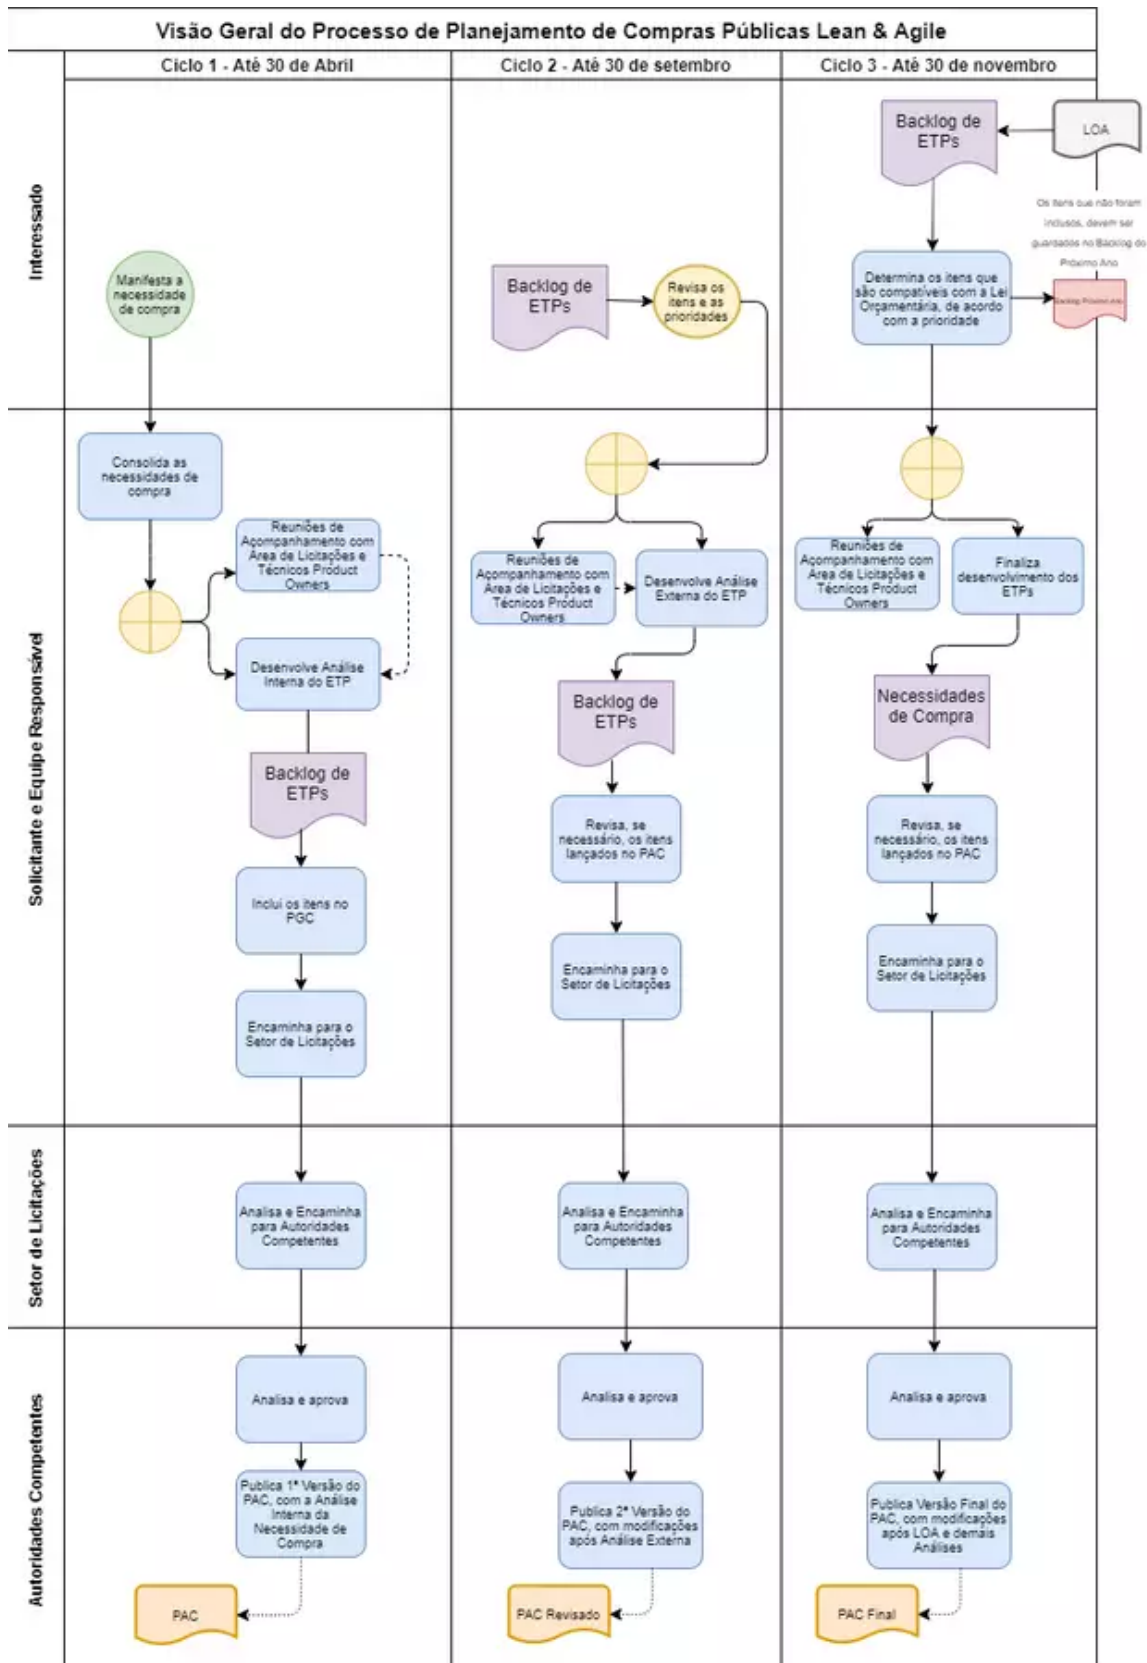 Visão Geral do Processo de Planejamento de Compras Públicas Lean & Agile
Ciclo 1 - Até 30 de Abril
Ciclo 2 - Até 30 de setembro
Ciclo 3 - Até 30 de novembro
Interessado
Manifesta a
necessidade
de compra
Backlog de
ETPs
Revisa os
itens e as
prioridades
Backlog de
ETPs
LOA
Os itens que não foram
inclusos, devem ser
guardados no Backlog do
Próximo Ano
Determina os itens que
são compatíveis com a Lei
Orçamentária, de acordo
com a prioridade
Backlog Próximo Ano
Solicitante e Equipe Responsável
Consolida as
necessidades de
compra
Reuniões de
Acompanhamento com
Area de Licitações e
Técnicos Product
Owners
Desenvolve Análise
Interna do ETP
Backlog de
ETPs
Inclui os itens no
PGC
Encaminha para o
Setor de Licitações
Reuniões de
Acompanhamento com
Area de Licitações e
Técnicos Product
Owners
Desenvolve Análise
Externa do ETP
Backlog de
ETPs
Revisa, se
necessário, os itens
lançados no PAC
Encaminha para o
Setor de Licitações
Reuniões de
Acompanhamento com
Area de Licitações e
Técnicos Product
Owners
Finaliza
desenvolvimento dos
ETPs
Necessidades
de Compra
Revisa, se
necessário, os itens
lançados no PAC
Encaminha para o
Setor de Licitações
Setor de Licitações
Analisa e Encaminha
para Autoridades
Competentes
Analisa e Encaminha
para Autoridades
Competentes
Analisa e Encaminha
para Autoridades
Competentes
Autoridades Competentes
Analisa e aprova
Publica 1ª Versão do
PAC, com a Análise
Interna da
Necessidade de
Compra
PAC
Analisa e aprova
Publica 2ª Versão do
PAC, com modificações
após Análise Externa
PAC Revisado
Analisa e aprova
Publica Versão Final do
PAC, com modificações
após LOA e demais
Análises
PAC Final